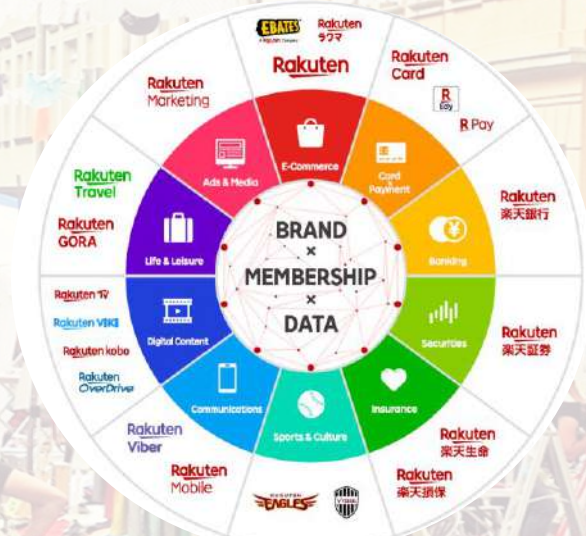 EBATES
Rakuten
ラクマ
Rakuten
E-Commerce
Rakuten
Card
R
Edy
R Pay
Card
Payment
Rakuten
楽天銀行
Banking
Rakuten
楽天証券
Securities
Rakuten
楽天生命
Rakuten
楽天損保
Insurance
EAGLES
Sports & Culture
Rakuten
Viber
Rakuten
Mobile
Communications
Rakuten TV
Rakuten VIKI
Rakuten kobo
Rakuten
OverDrive
Digital Content
Rakuten
Travel
Rakuten
GORA
Life & Leisure
Rakuten
Marketing
Ads & Media
BRAND
×
MEMBERSHIP
×
DATA